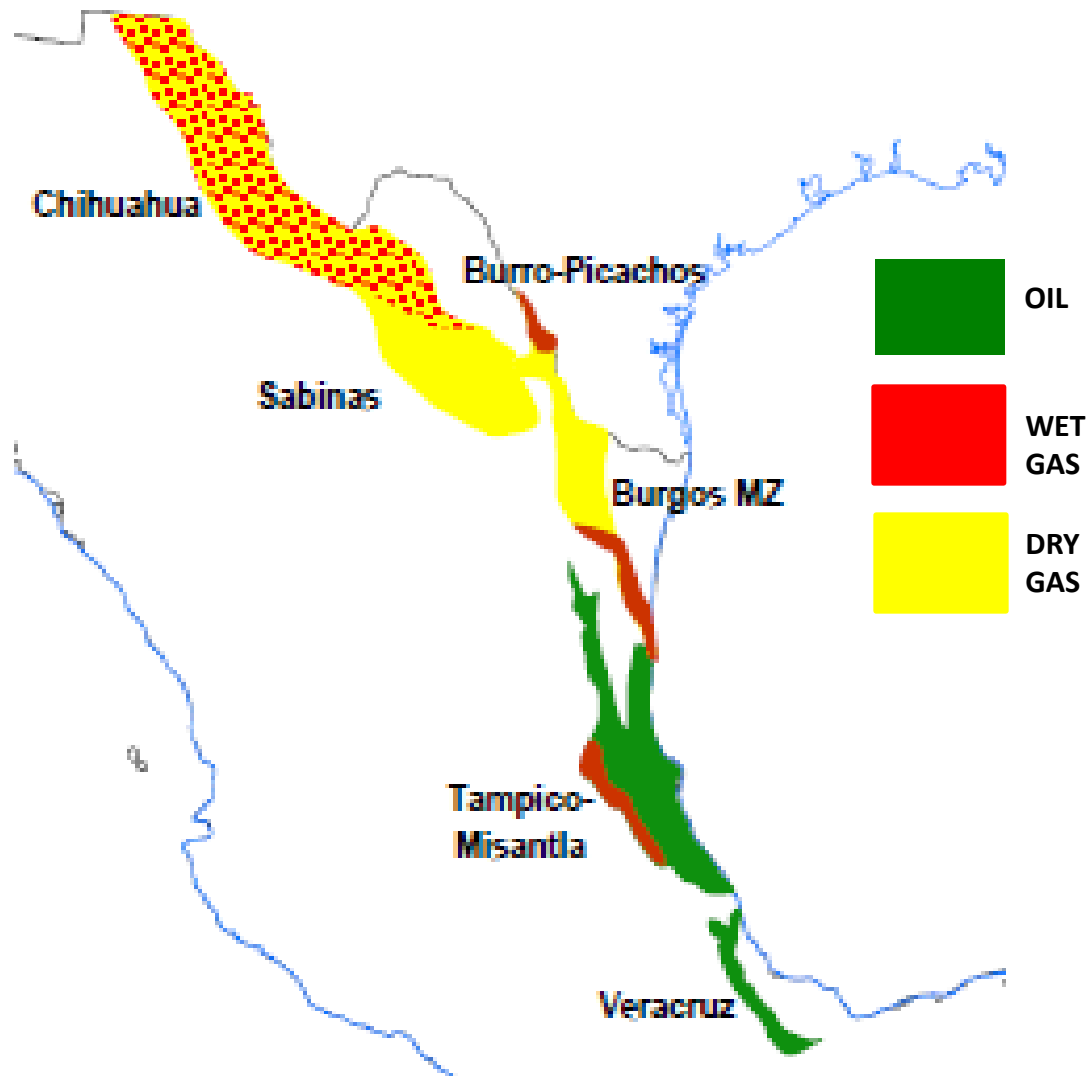 Chihuahua
Burro-Picachos
Sabinas
Burgos MZ
Tampico-
Misantla
Veracruz
OIL
WET
GAS
DRY
GAS